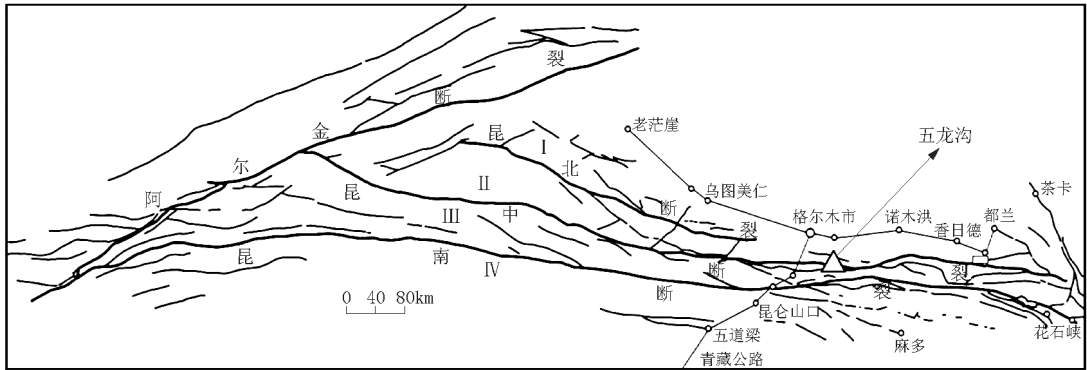 阿尔金断裂
昆北断裂
昆中断裂
昆南断裂
I
II
III
IV
老茫崖
乌图美仁
格尔木市
诺木洪
香日德
都兰
茶卡
五龙沟
花石峡
麻多
昆仑山口
五道梁
青藏公路
0 40 80km